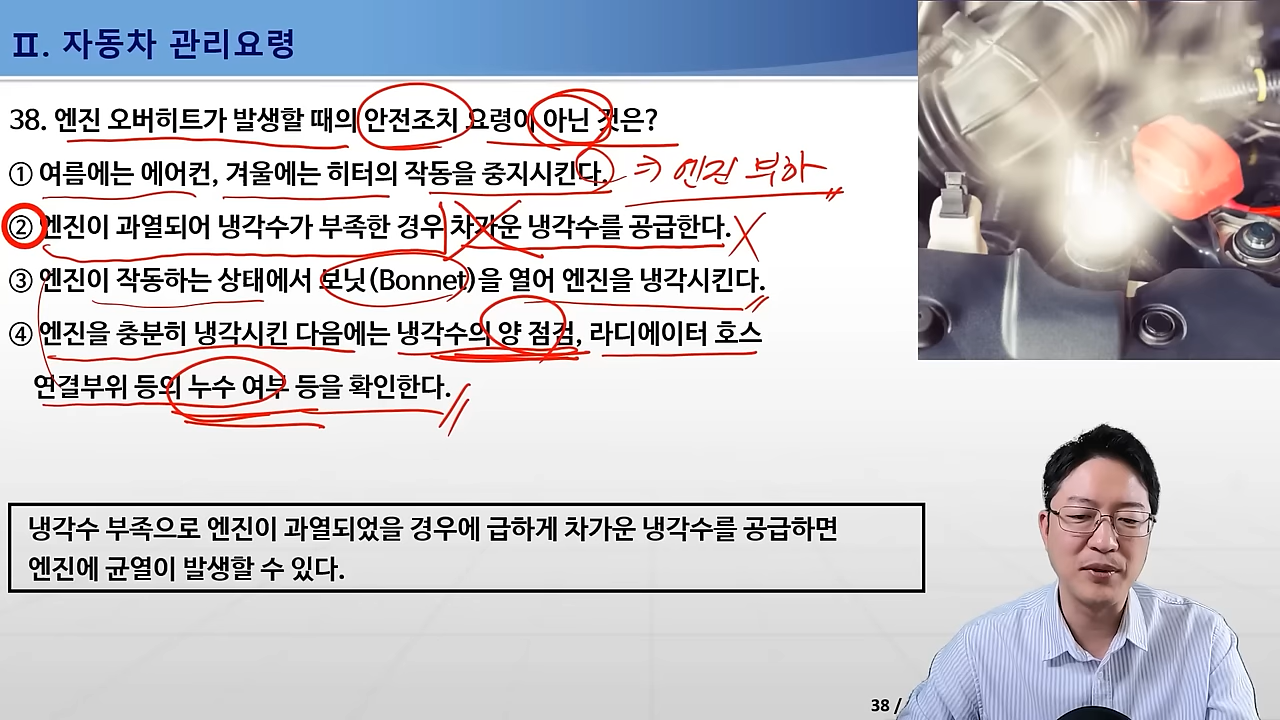 Ⅱ. 자동차 관리요령
38. 엔진 오버히트가 발생할 때의 안전조치 요령이 아닌 것은?
① 여름에는 에어컨, 겨울에는 히터의 작동을 중지시킨다. ⇒ 엔진 부하
② 엔진이 과열되어 냉각수가 부족한 경우 차가운 냉각수를 공급한다. X
③ 엔진이 작동하는 상태에서 보닛(Bonnet)을 열어 엔진을 냉각시킨다.
④ 엔진을 충분히 냉각시킨 다음에는 냉각수의 양 점검, 라디에이터 호스
연결부위 등의 누수 여부 등을 확인한다.
냉각수 부족으로 엔진이 과열되었을 경우에 급하게 차가운 냉각수를 공급하면
엔진에 균열이 발생할 수 있다.
38 /